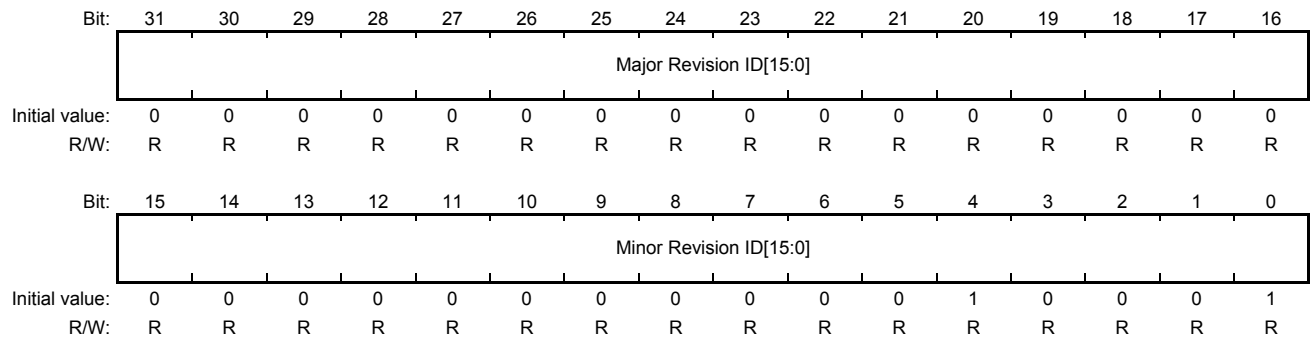 Bit: 31 30 29 28 27 26 25 24 23 22 21 20 19 18 17 16
Major Revision ID[15:0]
Initial value: 0 0 0 0 0 0 0 0 0 0 0 0 0 0 0 0
R/W: R R R R R R R R R R R R R R R R
Bit: 15 14 13 12 11 10 9 8 7 6 5 4 3 2 1 0
Minor Revision ID[15:0]
Initial value: 0 0 0 0 0 0 0 0 0 0 0 1 0 0 0 1
R/W: R R R R R R R R R R R R R R R R